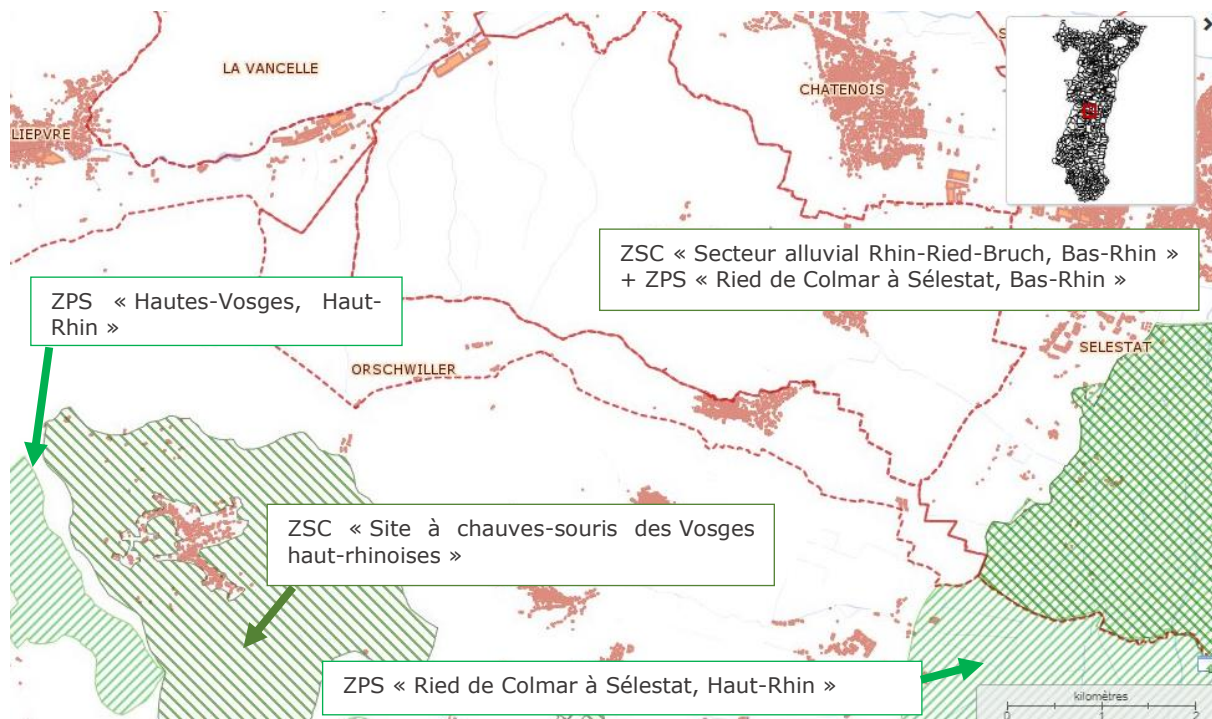 LA VANCELLE
CHATENOIS
S
LIEPVRE
ZSC « Secteur alluvial Rhin-Ried-Bruch, Bas-Rhin »
+ ZPS « Ried de Colmar à Sélestat, Bas-Rhin »
ZPS « Hautes-Vosges, Haut-
Rhin »
SELESTAT
ORSCHWILLER
ZSC « Site à chauves-souris des Vosges
haut-rhinoises »
ZPS « Ried de Colmar à Sélestat, Haut-Rhin »
kilomètres
0 1 2